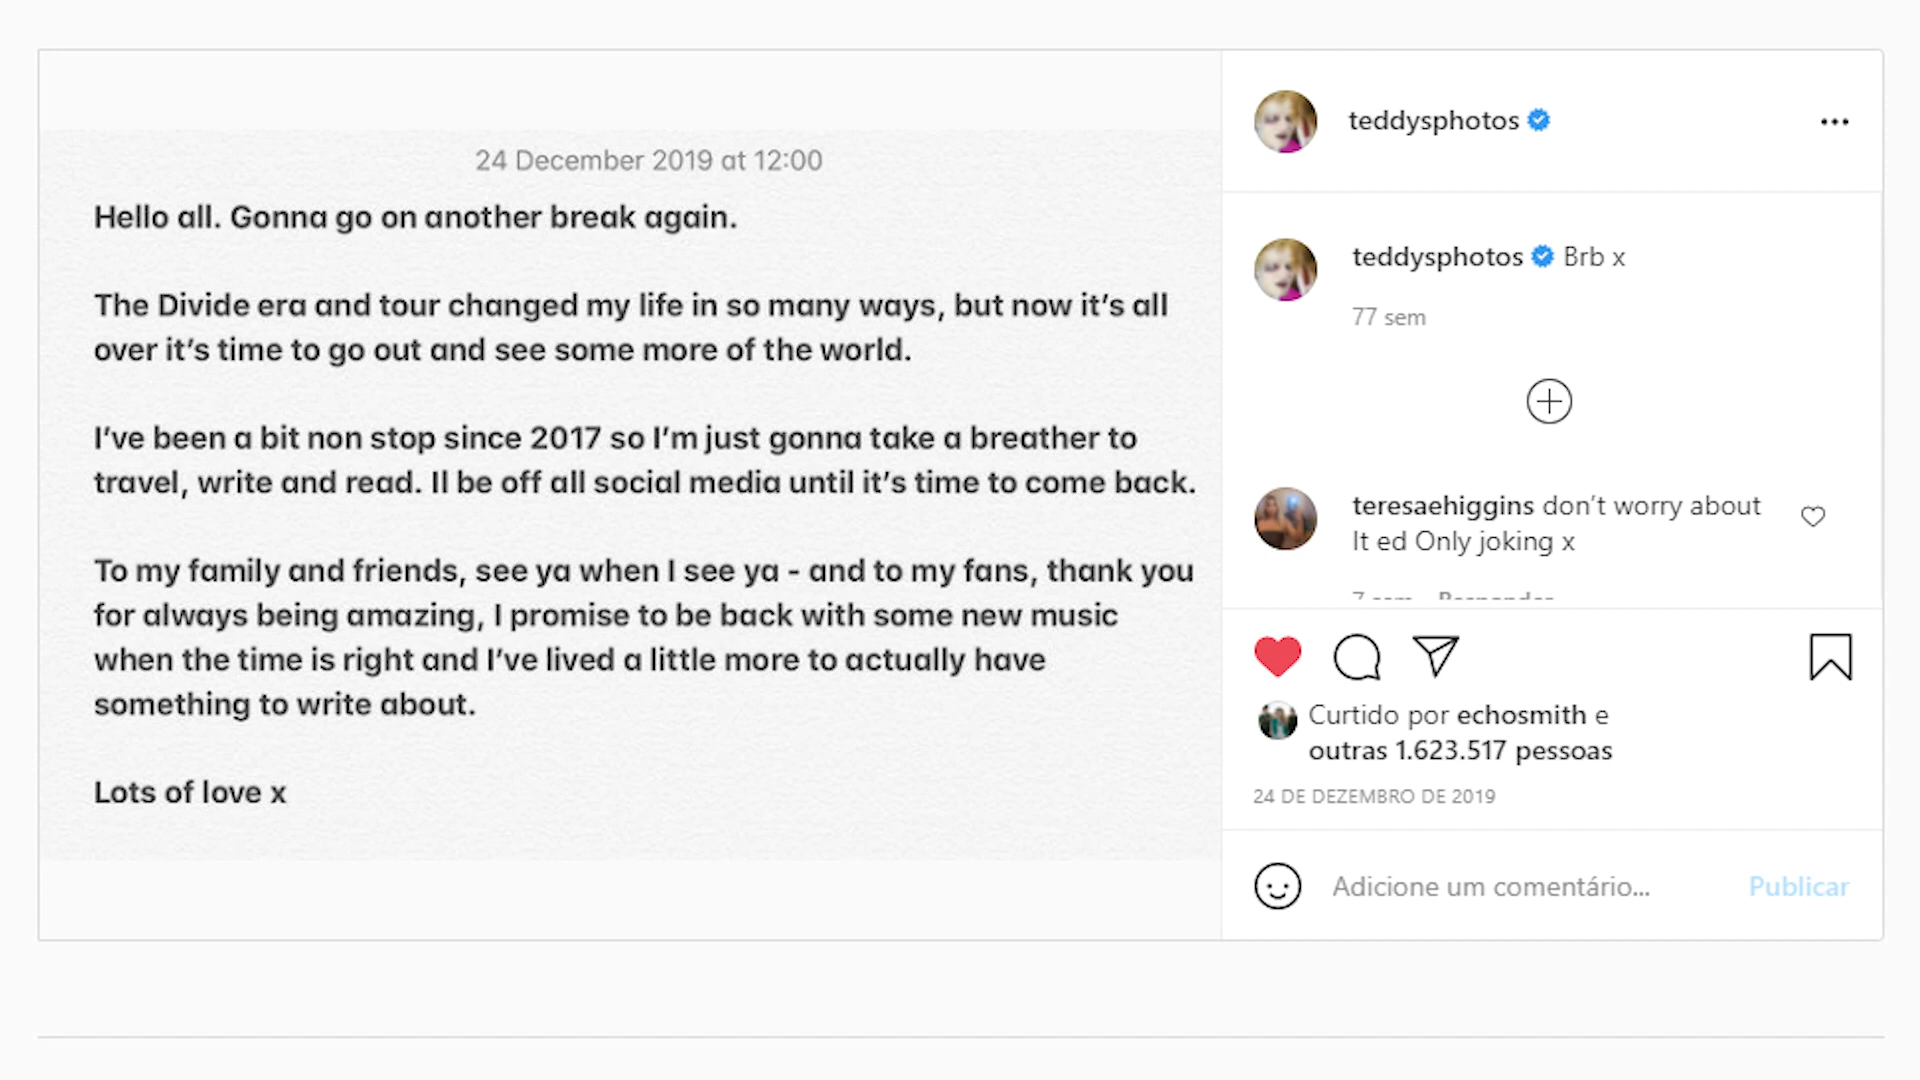 24 December 2019 at 12:00
Hello all. Gonna go on another break again.
The Divide era and tour changed my life in so many ways, but now it's all
over it's time to go out and see some more of the world.
I've been a bit non stop since 2017 so I'm just gonna take a breather to
travel, write and read. Il be off all social media until it's time to come back.
To my family and friends, see ya when I see ya - and to my fans, thank you
for always being amazing, I promise to be back with some new music
when the time is right and I've lived a little more to actually have
something to write about.
Lots of love x
teddysphotos
teddysphotos Brb x
77 sem
teresaehiggins don't worry about
It ed Only joking x
7 sem Responder
Curtido por echosmith e
outras 1.623.517 pessoas
24 DE DEZEMBRO DE 2019
Adicione um comentário... Publicar